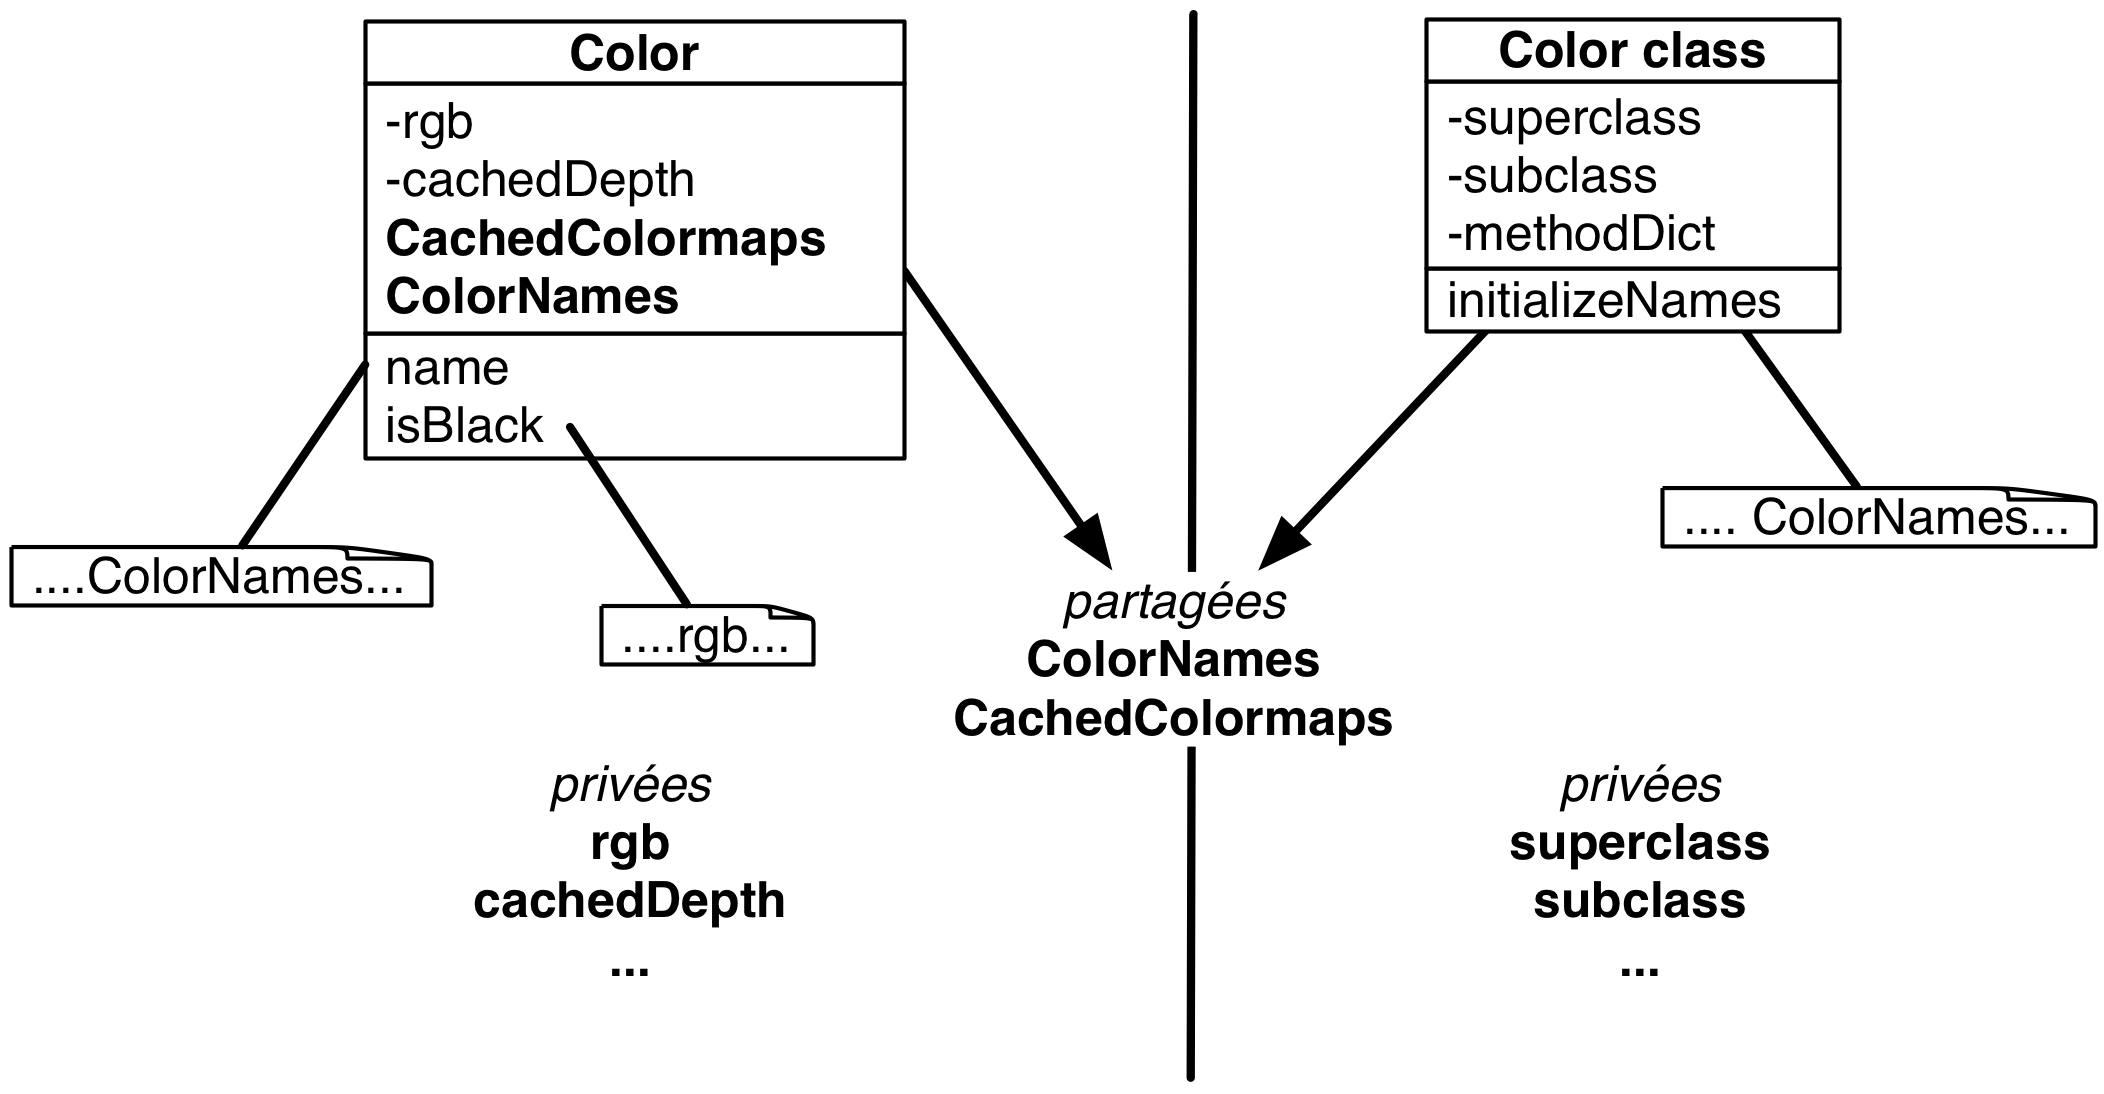 Color
-rgb
-cachedDepth
CachedColormaps
ColorNames
name
isBlack
....ColorNames...
....rgb...
Color class
-superclass
-subclass
-methodDict
initializeNames
.... ColorNames...
partagées
ColorNames
CachedColormaps
privées
rgb
cachedDepth
...
privées
superclass
subclass
...